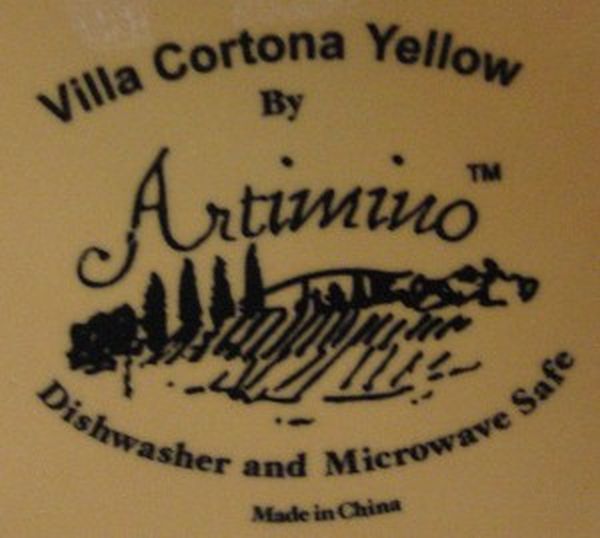 Villa Cortona Yellow
By
Artimino™
Dishwasher and Microwave Safe
Made in China